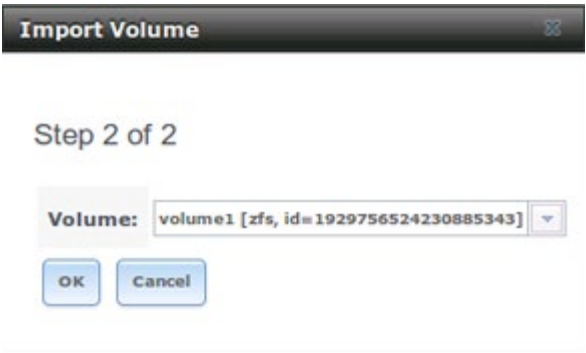 Import Volume
Step 2 of 2
Volume: volume1 [zfs, id=1929756524230885343]
OK Cancel